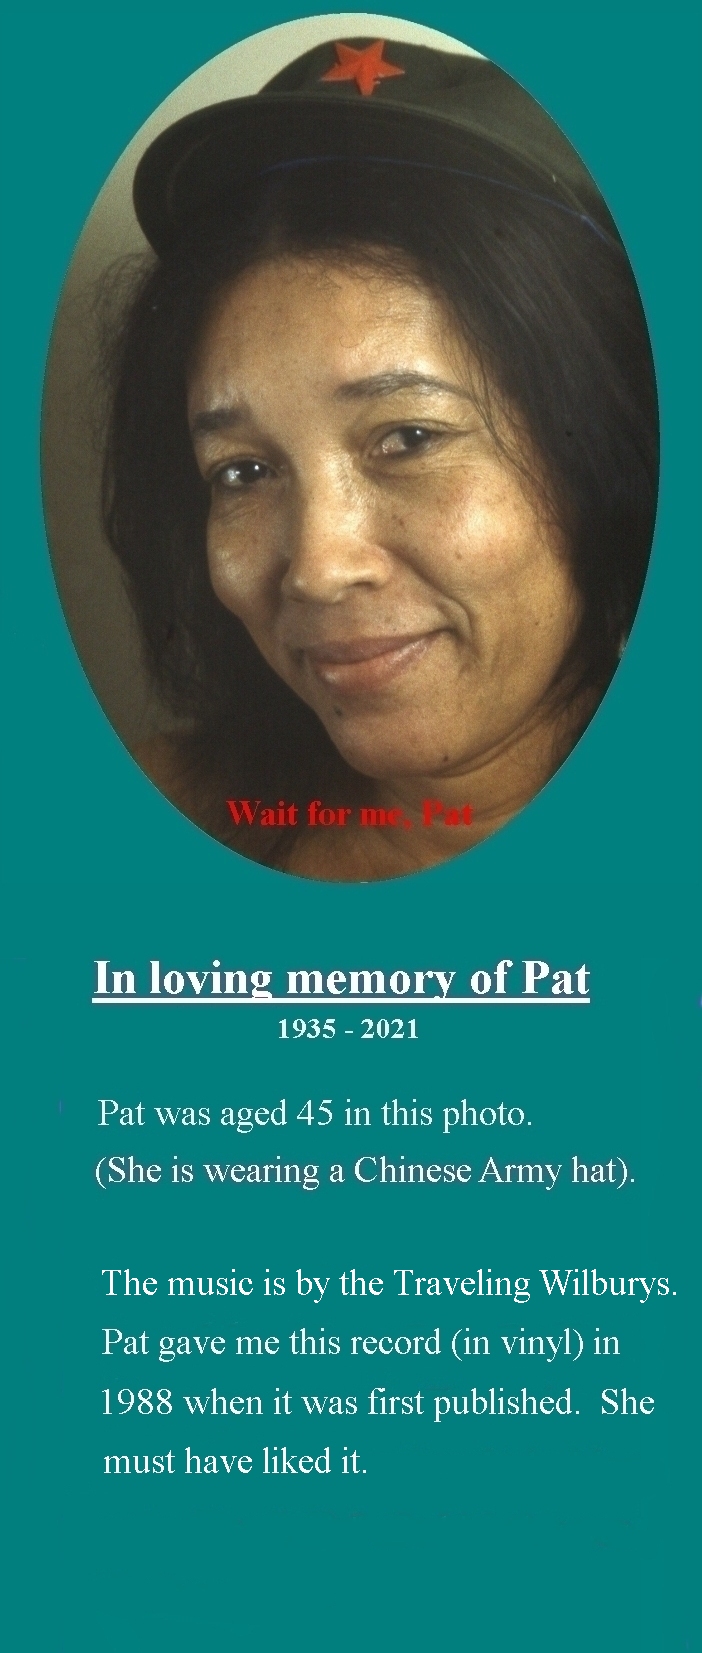 Wait for me, Pat
In loving memory of Pat
1935 - 2021
Pat was aged 45 in this photo.
(She is wearing a Chinese Army hat).
The music is by the Traveling Wilburys.
Pat gave me this record (in vinyl) in
1988 when it was first published.  She
must have liked it.